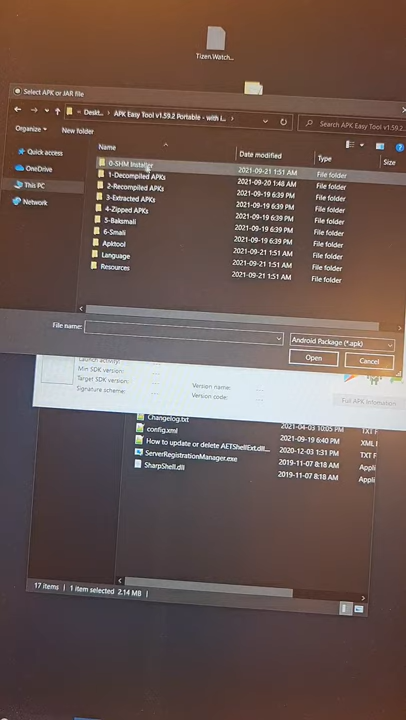 Tizen.Watch...
Select APK or JAR file
« Deskt... › APK Easy Tool v1.59.2 Portable - with i... ›
Search APK Easy Tool v1.59.2
Organize
New folder
Name
Date modified
Type
Quick access
OneDrive
This PC
Network
0-SHM Installer
2021-09-21 1:51 AM
File folder
1-Decompiled APKs
2021-09-20 1:48 AM
File folder
2-Recompiled APKs
2021-09-19 6:39 PM
File folder
3-Extracted APKs
2021-09-19 6:39 PM
File folder
4-Zipped APKs
2021-09-19 6:39 PM
File folder
5-Baksmali
2021-09-19 6:39 PM
File folder
6-Smali
2021-09-19 6:39 PM
File folder
Apktool
2021-09-21 1:51 AM
File folder
Language
2021-09-21 1:51 AM
File folder
Resources
2021-09-21 1:51 AM
File folder
File name:
Android Package (*.apk)
Open
Cancel
Launch activity:
Min SDK version:
Target SDK version:
Signature scheme:
Version name:
Version code:
Full APK Information
Changelog.txt
2021-04-03 10:05 PM
TXT F
config.xml
2021-09-19 6:40 PM
XML
How to update or delete AETShellExt.dll...
2020-12-03 1:31 PM
TXT F
ServerRegistrationManager.exe
2019-11-07 8:18 AM
Appli
SharpShell.dll
2019-11-07 8:18 AM
Appli
17 items
1 item selected 2.14 MB